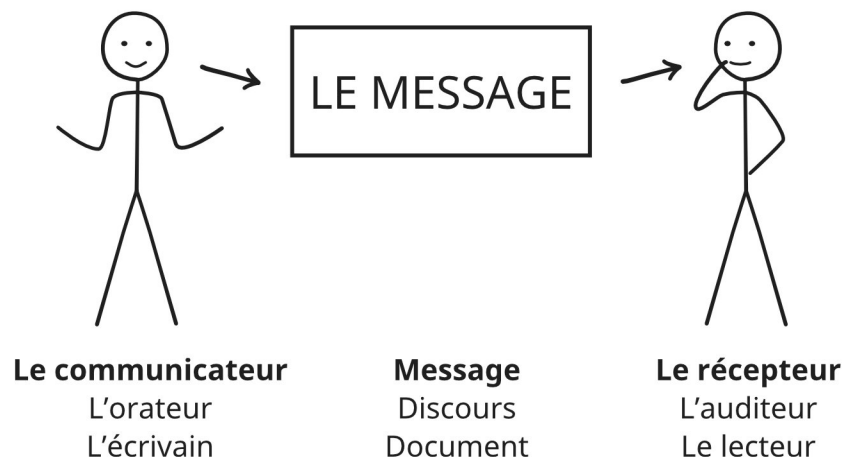 LE MESSAGE
Le communicateur
L’orateur
L’écrivain
Message
Discours
Document
Le récepteur
L’auditeur
Le lecteur